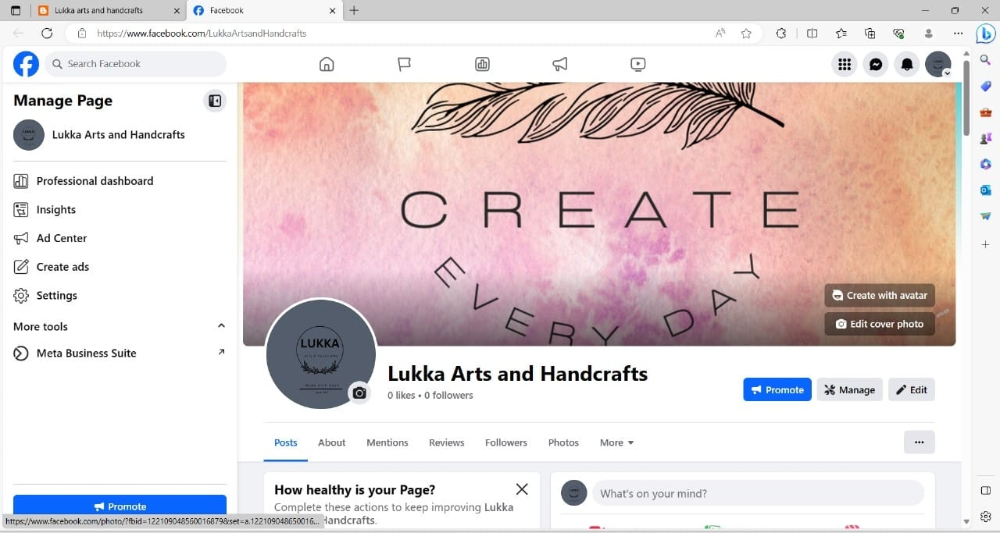 Lukka arts and handcrafts
Facebook
https://www.facebook.com/LukkaArtsandHandcrafts
Search Facebook
Manage Page
Lukka Arts and Handcrafts
Professional dashboard
Insights
Ad Center
Create ads
Settings
More tools
Meta Business Suite
Promote
https://www.facebook.com/photo/?fbid=122109048560016879&set=a.122109048650016...
CREATE
EVERY DAY
Create with avatar
Edit cover photo
LUKKA
Lukka Arts and Handcrafts
0 likes • 0 followers
Promote
Manage
Edit
Posts
About
Mentions
Reviews
Followers
Photos
More
How healthy is your Page?
Complete these actions to keep improving Lukka
Handcrafts.
What's on your mind?